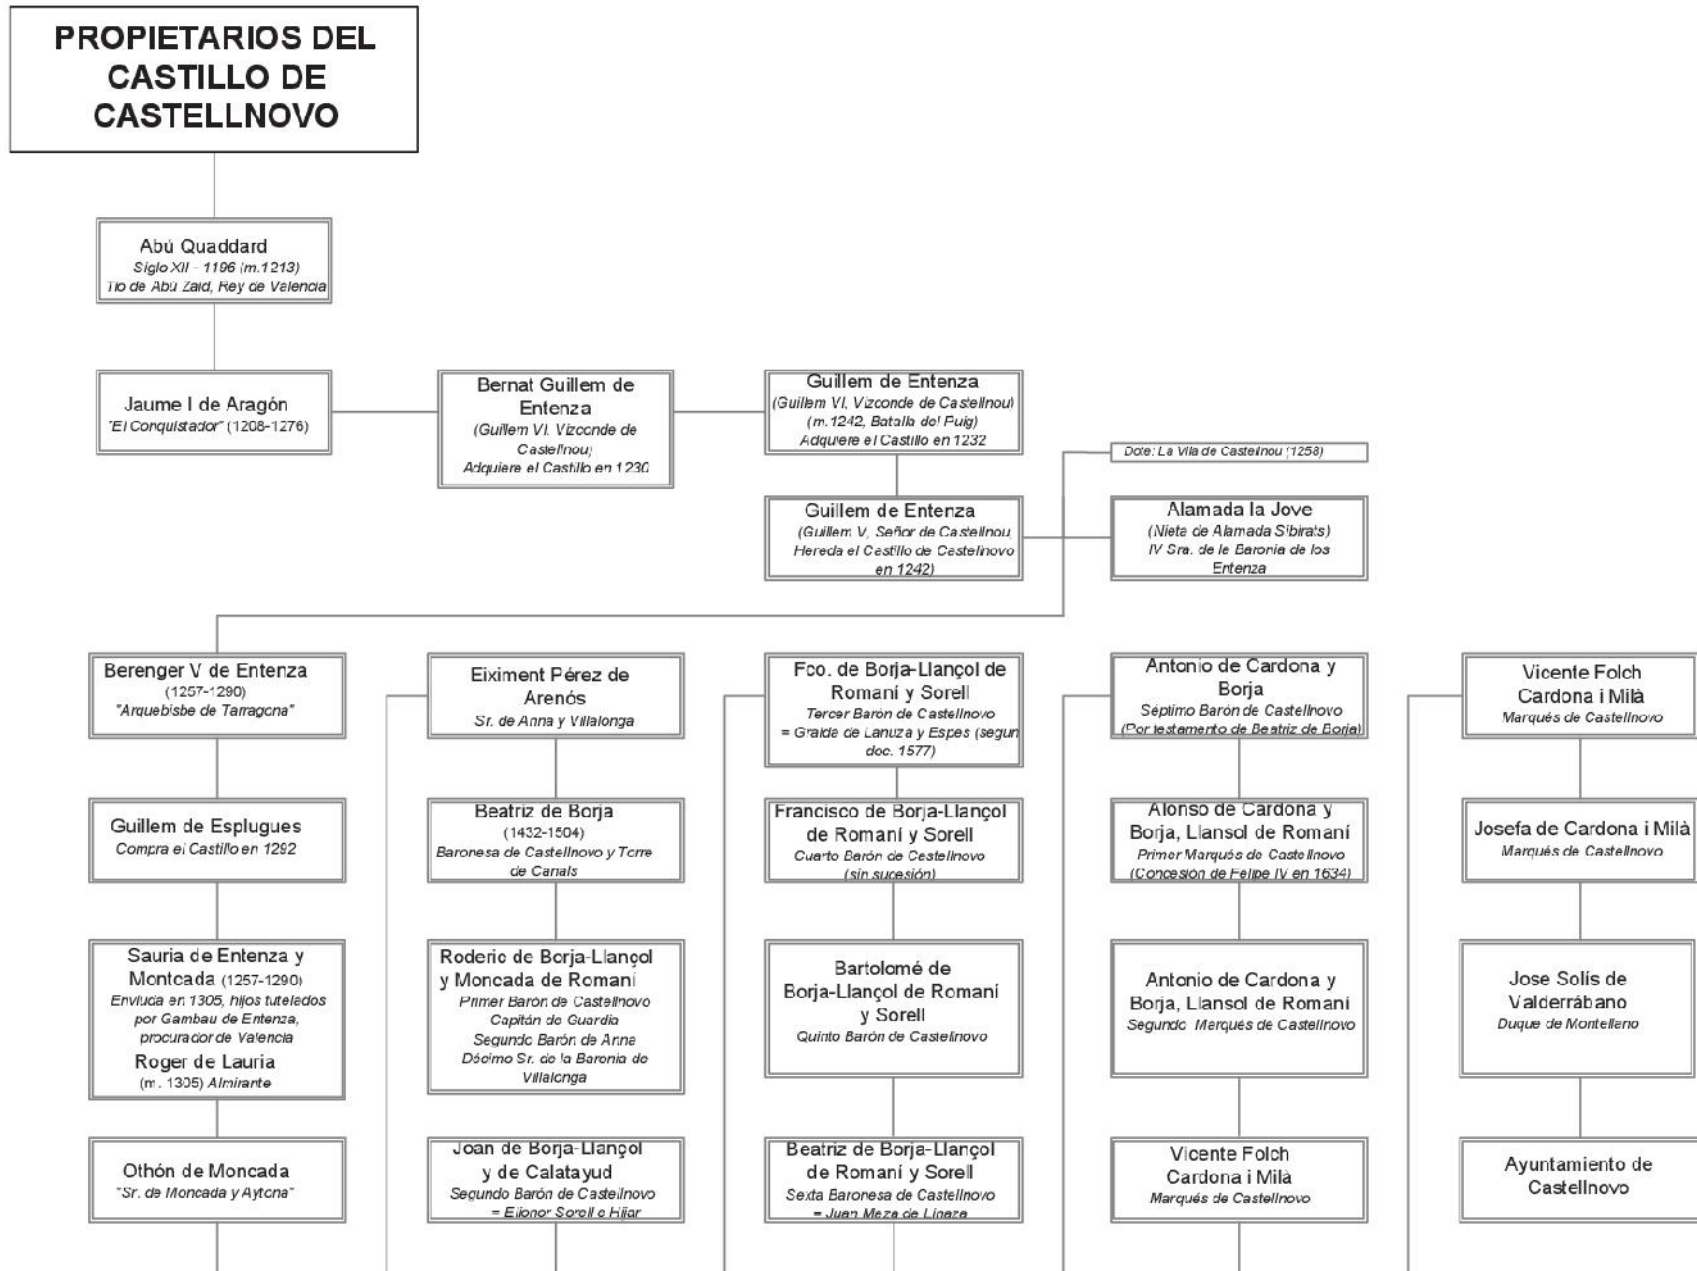 PROPIETARIOS DEL
CASTILLO DE
CASTELLNOVO
Abú Quaddard
Siglo XII - 1196 (m.1213)
Tío de Abú Zaid, Rey de Valencia
Jaume I de Aragón
"El Conquistador" (1208-1276)
Bernat Guillem de
Entenza
(Guillem VI. Vizconde de
Castellnou)
Adquiere el Castillo en 1230
Guillem de Entenza
(Guillem VI, Vizconde de Castellnou)
(m.1242, Batalla del Puig)
Adquiere el Castillo en 1232
Dote: La Vila de Castellnou (1258)
Guillem de Entenza
(Guillem V, Señor de Castellnou,
Hereda el Castillo de Castellnovo
en 1242)
Alamada la Jove
(Nieta de Alamada Sibirats)
IV Sra. de la Baronia de los
Entenza
Berenger V de Entenza
(1257-1290)
"Arquebisbe de Tarragona"
Guillem de Esplugues
Compra el Castillo en 1292
Sauria de Entenza y
Montcada (1257-1290)
Enviuda en 1305, hijos tutelados
por Gambau de Entenza,
procurador de Valencia
Roger de Lauria
(m. 1305) Almirante
Othón de Moncada
"Sr. de Moncada y Aytona"
Eiximent Pérez de
Arenós
Sr. de Anna y Villalonga
Beatriz de Borja
(1432-1504)
Baronesa de Castellnovo y Torre
de Canals
Roderic de Borja-Llançol
y Moncada de Romaní
Primer Barón de Castellnovo
Capitán de Guardia
Segundo Barón de Anna
Décimo Sr. de la Baronia de
Villalonga
Joan de Borja-Llançol
y de Calatayud
Segundo Barón de Castellnovo
= Elionor Sorell e Hijar
Fco. de Borja-Llançol de
Romaní y Sorell
Tercer Barón de Castellnovo
= Graida de Lanuza y Espes (segun
doc. 1577)
Francisco de Borja-Llançol
de Romaní y Sorell
Cuarto Barón de Castellnovo
(sin sucesión)
Bartolomé de
Borja-Llançol de Romaní
y Sorell
Quinto Barón de Castellnovo
Beatriz de Borja-Llançol
de Romaní y Sorell
Sexta Baronesa de Castellnovo
= Juan Meza de Linaza
Antonio de Cardona y
Borja
Séptimo Barón de Castellnovo
(Por testamento de Beatriz de Borja)
Alonso de Cardona y
Borja, Llansol de Romaní
Primer Marqués de Castellnovo
(Concesión de Felipe IV en 1634)
Antonio de Cardona y
Borja, Llansol de Romaní
Segundo Marqués de Castellnovo
Vicente Folch
Cardona i Milà
Marqués de Castellnovo
Vicente Folch
Cardona i Milà
Marqués de Castellnovo
Josefa de Cardona i Milà
Marqués de Castellnovo
Jose Solís de
Valderrábano
Duque de Montellano
Ayuntamiento de
Castellnovo